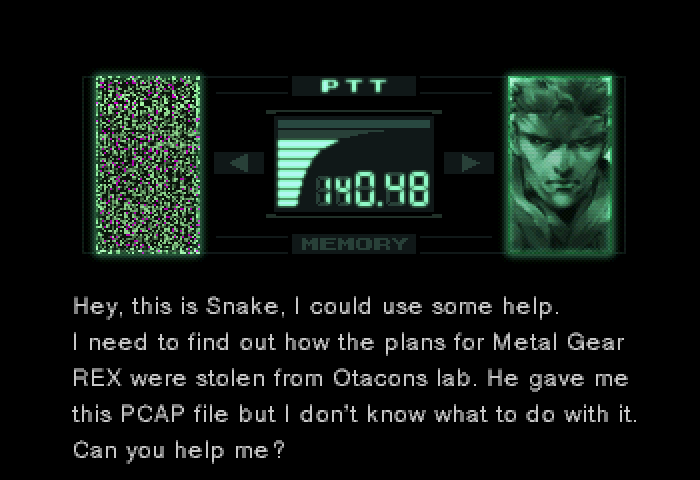 PTT
140.48
MEMORY
Hey, this is Snake, I could use some help.
I need to find out how the plans for Metal Gear
REX were stolen from Otacons lab. He gave me
this PCAP file but I don't know what to do with it.
Can you help me?